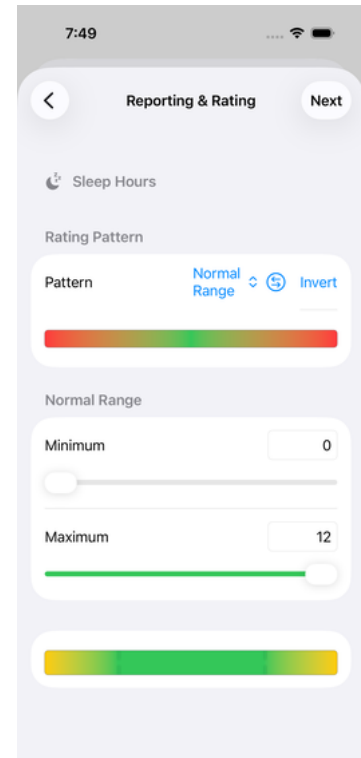 7:49
Reporting & Rating
Next
Sleep Hours
Rating Pattern
Pattern
Normal
Range
Invert
Normal Range
Minimum
0
Maximum
12